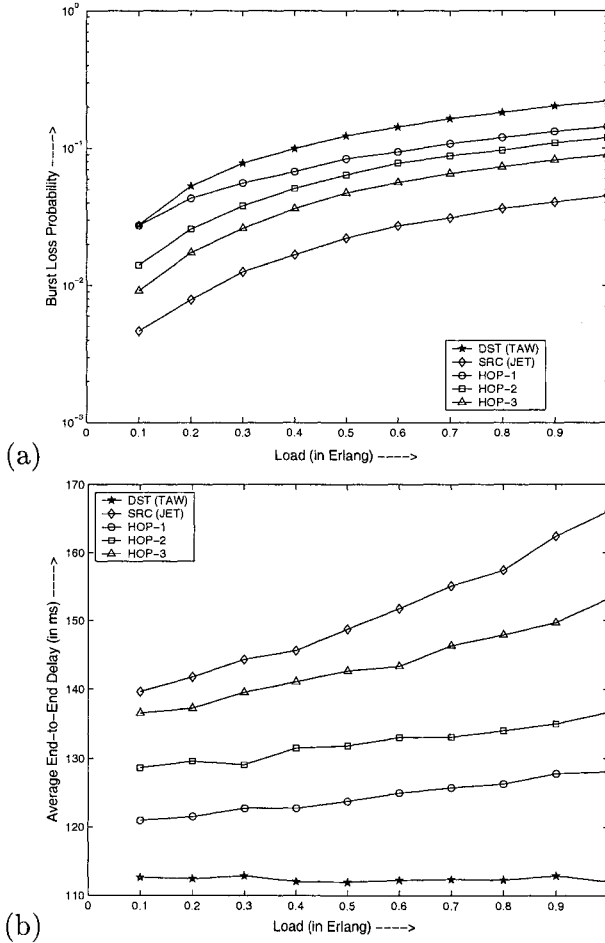 10^0
10^-1
10^-2
10^-3
Burst Loss Probability ---->
DST (TAW)
SRC (JET)
HOP-1
HOP-2
HOP-3
0 0.1 0.2 0.3 0.4 0.5 0.6 0.7 0.8 0.9
Load (in Erlang) ---->
(a)
170
160
150
140
130
120
110
Average End-to-End Delay (in ms) ---->
DST (TAW)
SRC (JET)
HOP-1
HOP-2
HOP-3
0 0.1 0.2 0.3 0.4 0.5 0.6 0.7 0.8 0.9
Load (in Erlang) ---->
(b)